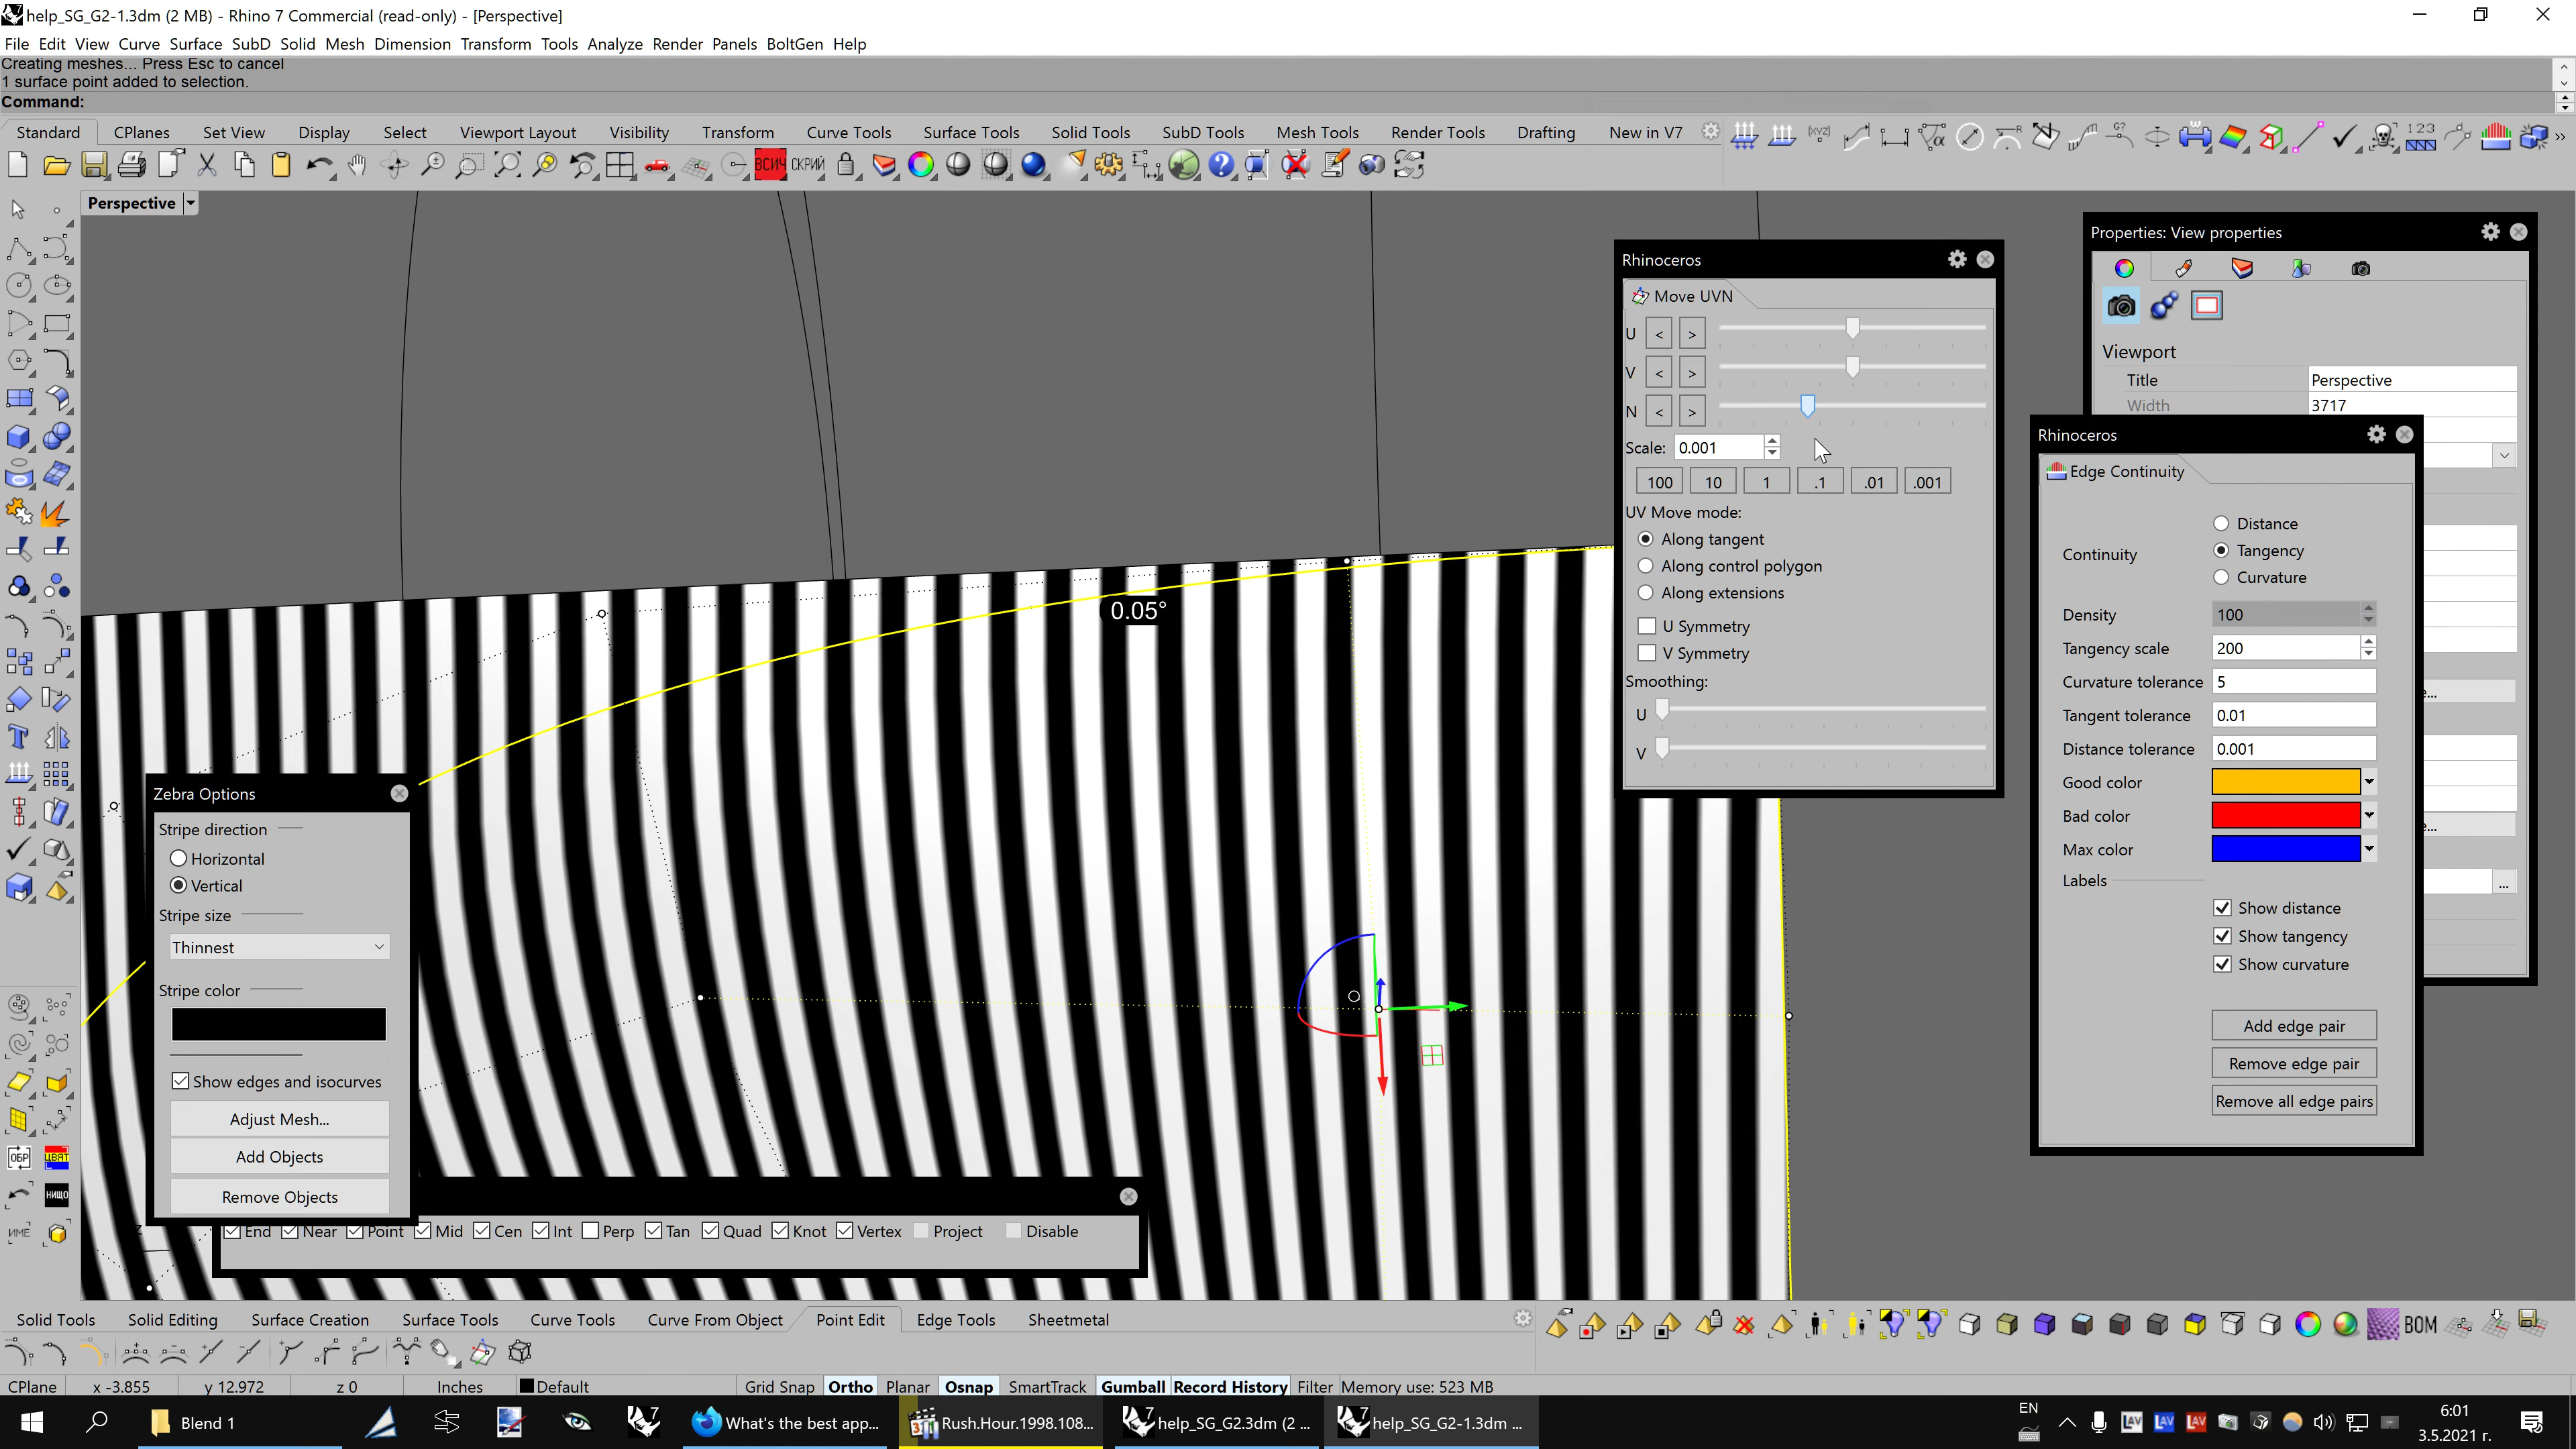 help_SG_G2-1.3dm (2 MB) - Rhino 7 Commercial (read-only) - [Perspective]
File Edit View Curve Surface SubD Solid Mesh Dimension Transform Tools Analyze Render Panels BoltGen Help
Creating meshes... Press Esc to cancel
1 surface point added to selection.
Command:
Standard CPlanes Set View Display Select Viewport Layout Visibility Transform Curve Tools Surface Tools Solid Tools SubD Tools Mesh Tools Render Tools Drafting New in V7
ВСИЧ СКРИЙ
Perspective
Rhinoceros
Move UVN
U < >
V < >
N < >
Scale: 0.001
100 10 1 .1 .01 .001
UV Move mode:
Along tangent
Along control polygon
Along extensions
U Symmetry
V Symmetry
Smoothing:
U
V
Properties: View properties
Viewport
Title Perspective
Width 3717
Rhinoceros
Edge Continuity
Continuity
Distance
Tangency
Curvature
Density 100
Tangency scale 200
Curvature tolerance 5
Tangent tolerance 0.01
Distance tolerance 0.001
Good color
Bad color
Max color
Labels
Show distance
Show tangency
Show curvature
Add edge pair
Remove edge pair
Remove all edge pairs
0.05°
Zebra Options
Stripe direction
Horizontal
Vertical
Stripe size
Thinnest
Stripe color
Show edges and isocurves
Adjust Mesh...
Add Objects
Remove Objects
ОБР ЦВЯТ
НИЩО
ИМЕ
End Near Point Mid Cen Int Perp Tan Quad Knot Vertex Project Disable
Solid Tools Solid Editing Surface Creation Surface Tools Curve Tools Curve From Object Point Edit Edge Tools Sheetmetal
BOM
CPlane x -3.855 y 12.972 z 0 Inches Default Grid Snap Ortho Planar Osnap SmartTrack Gumball Record History Filter Memory use: 523 MB
Blend 1
What's the best app...
Rush.Hour.1998.108...
help_SG_G2.3dm (2 ...
help_SG_G2-1.3dm ...
EN
6:01
3.5.2021 г.